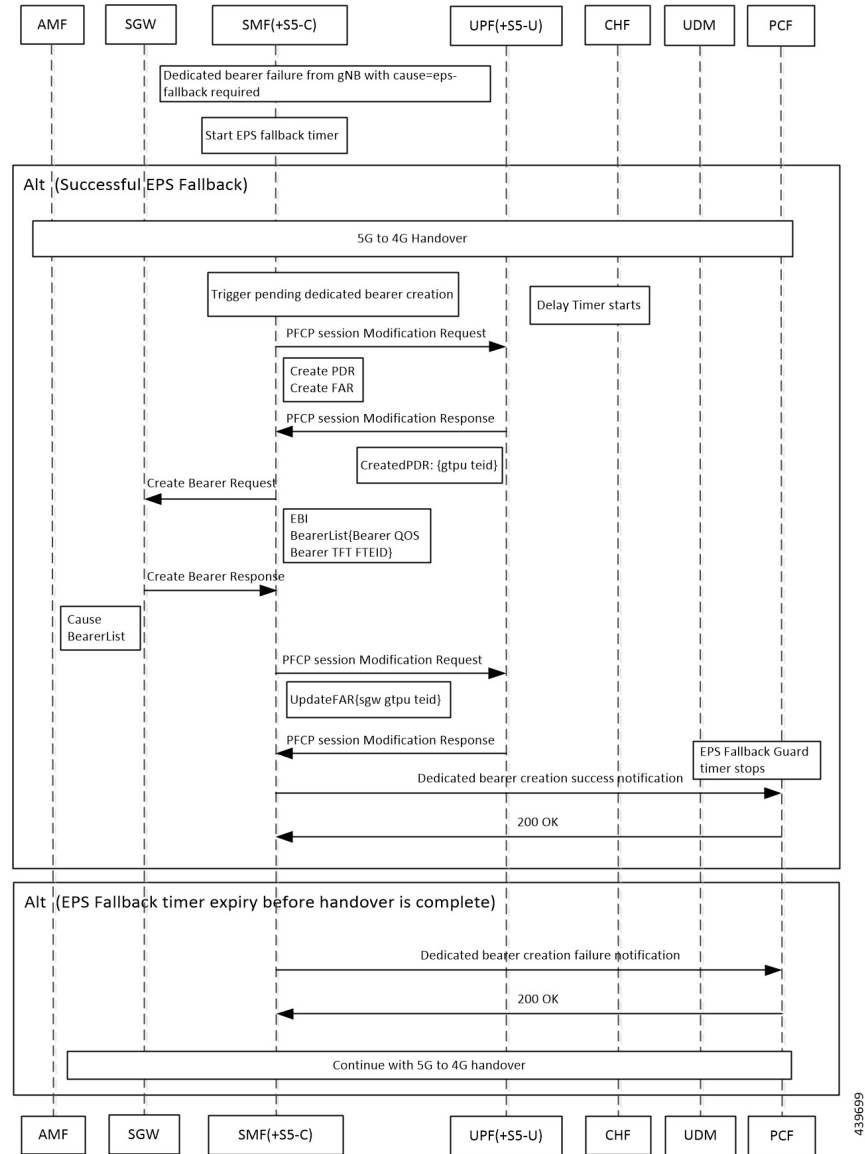 AMF
SGW
SMF(+S5-C)
UPF(+S5-U)
CHF
UDM
PCF
Dedicated bearer failure from gNB with cause=eps-
fallback required
Start EPS fallback timer
Alt (Successful EPS Fallback)
5G to 4G Handover
Trigger pending dedicated bearer creation
Delay Timer starts
PFCP session Modification Request
Create PDR
Create FAR
PFCP session Modification Response
CreatedPDR: {gtpu teid}
Create Bearer Request
EBI
BearerList{Bearer QOS
Bearer TFT FTEID}
Create Bearer Response
Cause
BearerList
PFCP session Modification Request
UpdateFAR{sgw gtpu teid}
PFCP session Modification Response
EPS Fallback Guard
timer stops
Dedicated bearer creation success notification
200 OK
Alt (EPS Fallback timer expiry before handover is complete)
Dedicated bearer creation failure notification
200 OK
Continue with 5G to 4G handover
AMF
SGW
SMF(+S5-C)
UPF(+S5-U)
CHF
UDM
PCF
439699